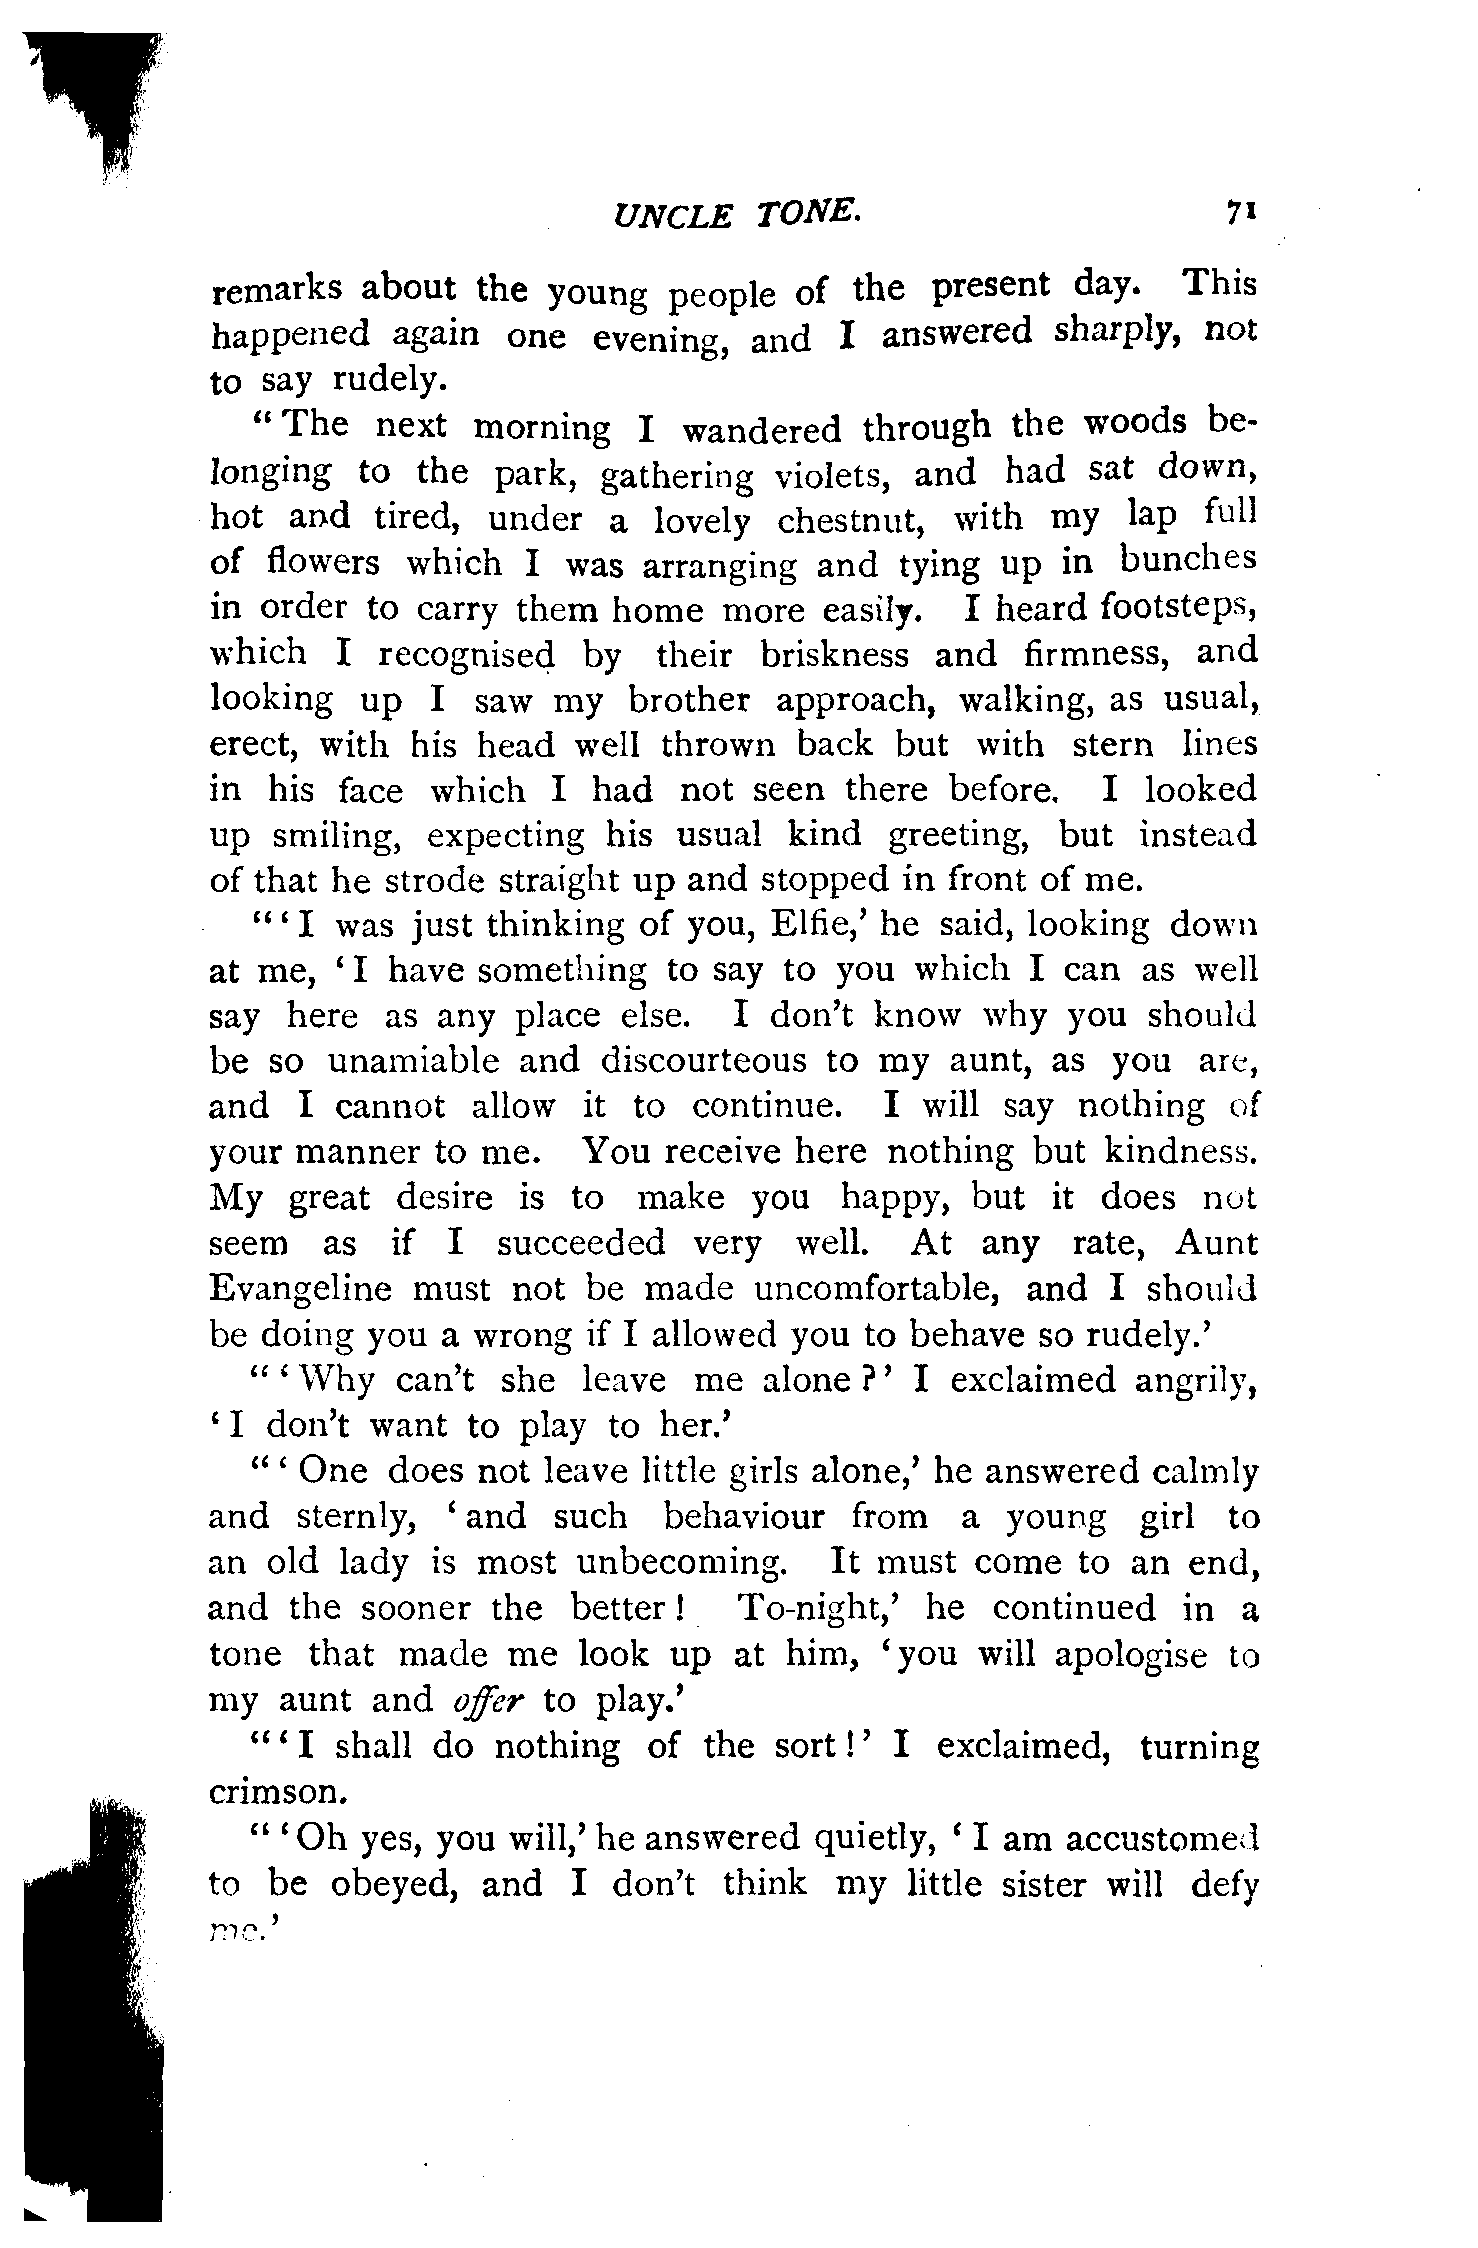 UNCLE TONE. 71
remarks about the young people of the present day. This
happened again one evening, and I answered sharply, not
to say rudely.
“ The next morning I wandered through the woods be-
longing to the park, gathering violets, and had sat down,
hot and tired, under a lovely chestnut, with my lap full
of flowers which I was arranging and tying up in bunches
in order to carry them home more easily. I heard footsteps,
which I recognised by their briskness and firmness, and
looking up I saw my brother approach, walking, as usual,
erect, with his head well thrown back but with stern lines
in his face which I had not seen there before. I looked
up smiling, expecting his usual kind greeting, but instead
of that he strode straight up and stopped in front of me.
“ ‘ I was just thinking of you, Elfie,’ he said, looking down
at me, ‘ I have something to say to you which I can as well
say here as any place else. I don’t know why you should
be so unamiable and discourteous to my aunt, as you are,
and I cannot allow it to continue. I will say nothing of
your manner to me. You receive here nothing but kindness.
My great desire is to make you happy, but it does not
seem as if I succeeded very well. At any rate, Aunt
Evangeline must not be made uncomfortable, and I should
be doing you a wrong if I allowed you to behave so rudely.’
“ ‘ Why can’t she leave me alone ? ’ I exclaimed angrily,
‘ I don’t want to play to her.’
“ ‘ One does not leave little girls alone,’ he answered calmly
and sternly, ‘ and such behaviour from a young girl to
an old lady is most unbecoming. It must come to an end,
and the sooner the better ! To-night,’ he continued in a
tone that made me look up at him, ‘ you will apologise to
my aunt and offer to play.’
“ ‘ I shall do nothing of the sort ! ’ I exclaimed, turning
crimson.
“ ‘ Oh yes, you will,’ he answered quietly, ‘ I am accustomed
to be obeyed, and I don’t think my little sister will defy
me.’